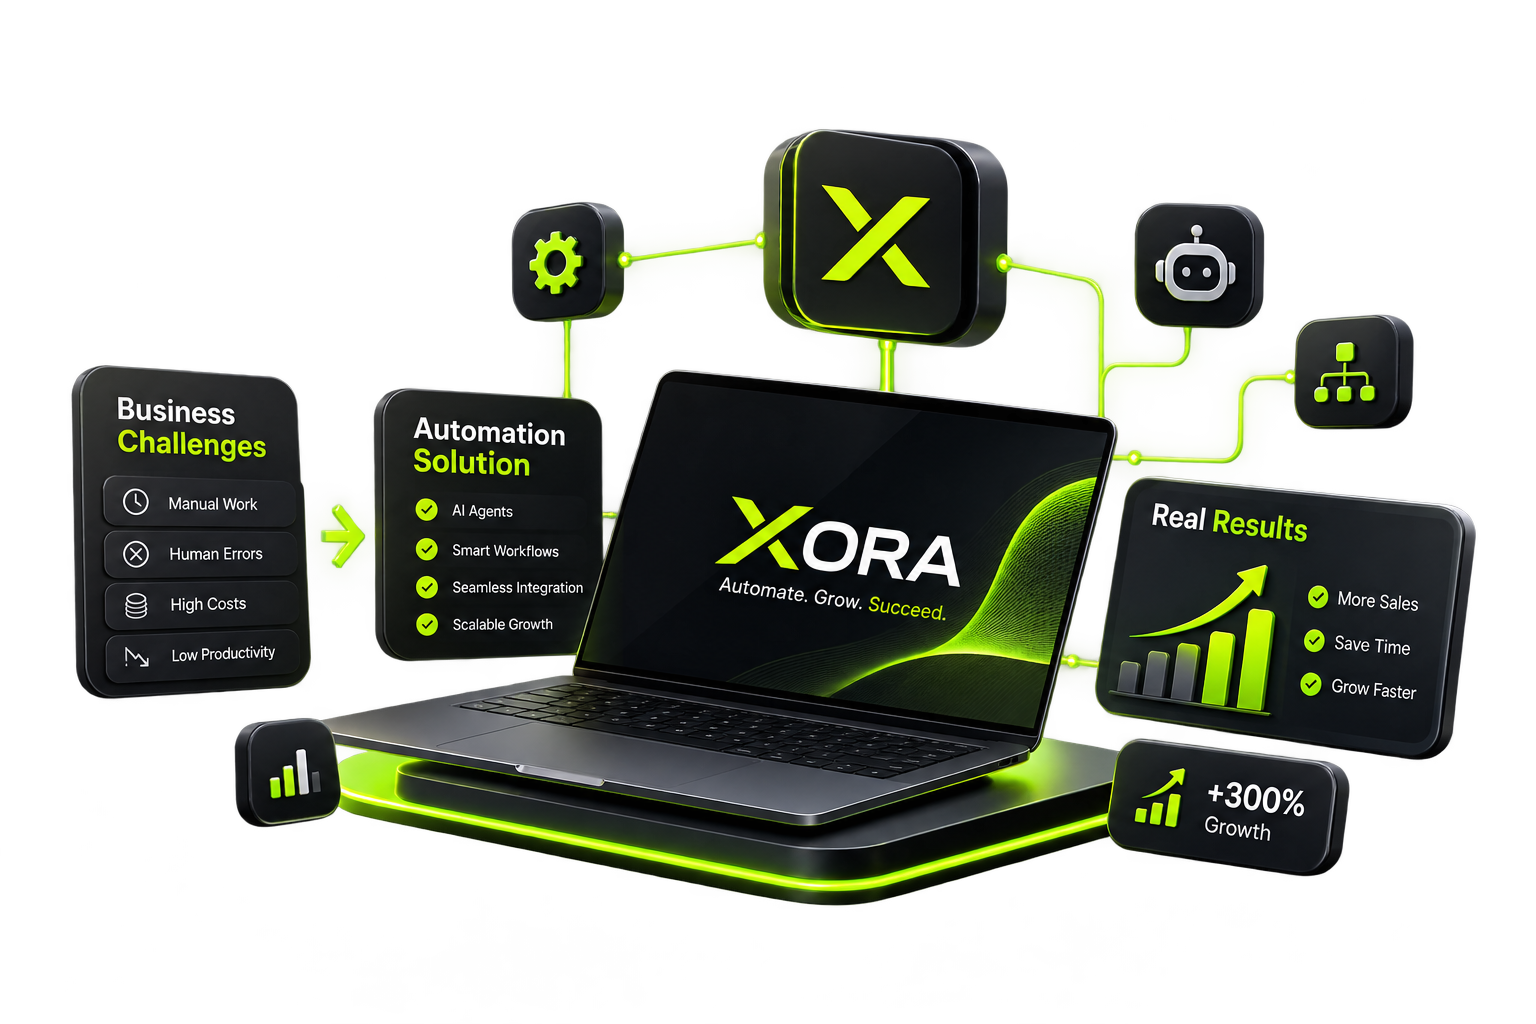 Business
Challenges
Manual Work
Human Errors
High Costs
Low Productivity
Automation
Solution
AI Agents
Smart Workflows
Seamless Integration
Scalable Growth
X
XORA
Automate. Grow. Succeed.
Real Results
More Sales
Save Time
Grow Faster
+300%
Growth